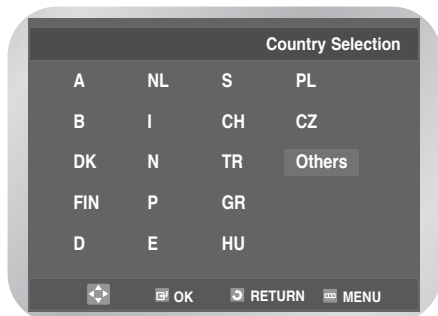 Country Selection
A NL S PL
B I CH CZ
DK N TR Others
FIN P GR
D E HU
OK RETURN MENU